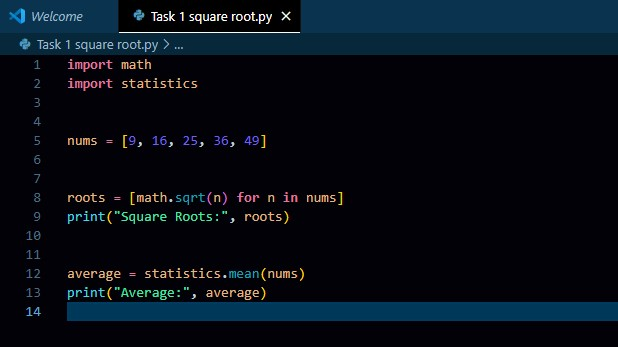 Welcome
Task 1 square root.py ×
Task 1 square root.py > ...
1 import math
2 import statistics
3
4
5 nums = [9, 16, 25, 36, 49]
6
7
8 roots = [math.sqrt(n) for n in nums]
9 print("Square Roots:", roots)
10
11
12 average = statistics.mean(nums)
13 print("Average:", average)
14